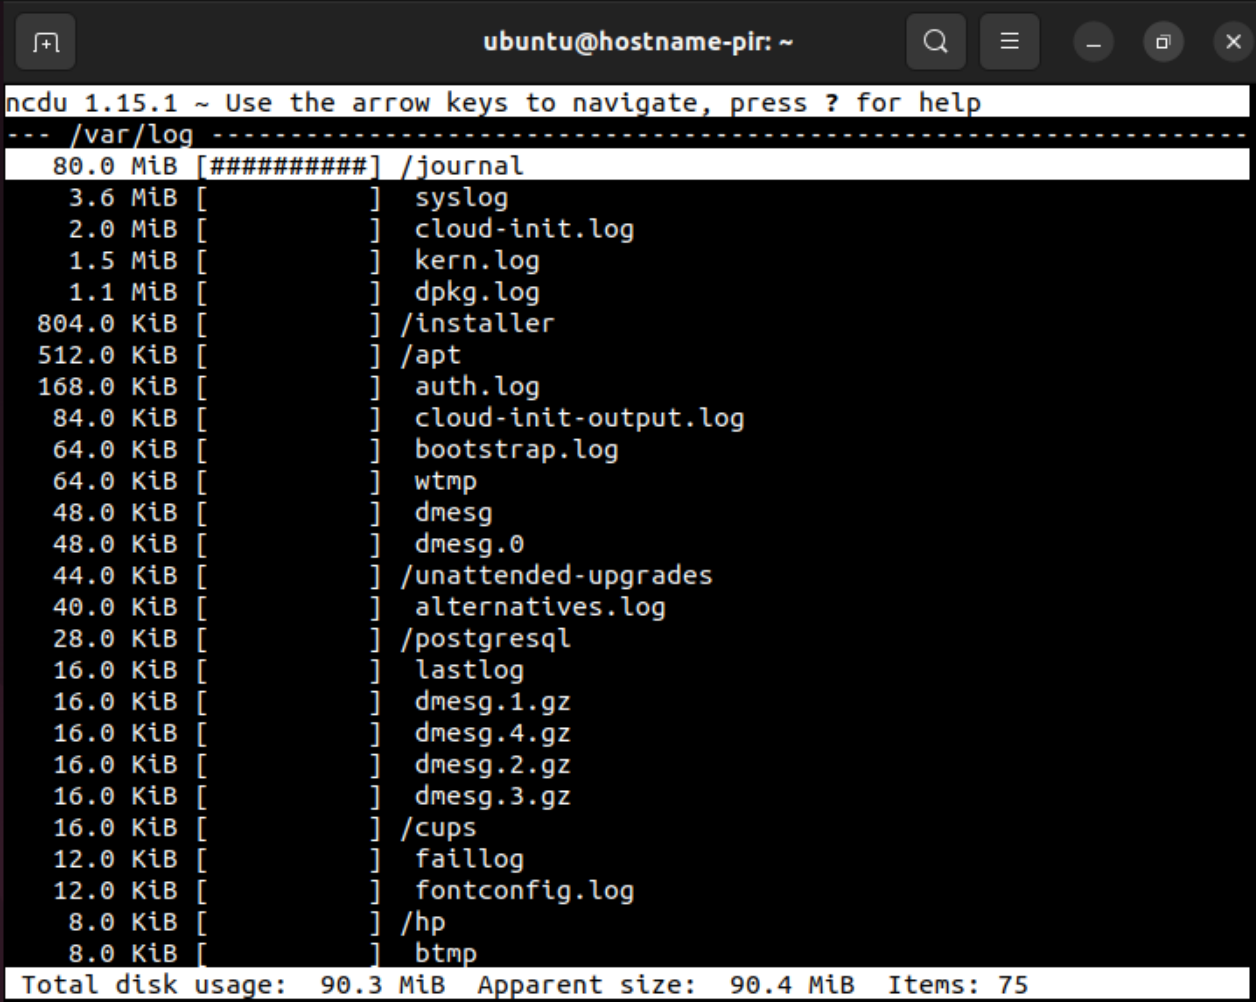 ubuntu@hostname-pir: ~
ncdu 1.15.1 ~ Use the arrow keys to navigate, press ? for help
--- /var/log ------------------------------------------------------------------
   80.0 MiB [##########] /journal
    3.6 MiB [          ]  syslog
    2.0 MiB [          ]  cloud-init.log
    1.5 MiB [          ]  kern.log
    1.1 MiB [          ]  dpkg.log
  804.0 KiB [          ] /installer
  512.0 KiB [          ] /apt
  168.0 KiB [          ]  auth.log
   84.0 KiB [          ]  cloud-init-output.log
   64.0 KiB [          ]  bootstrap.log
   64.0 KiB [          ]  wtmp
   48.0 KiB [          ]  dmesg
   48.0 KiB [          ]  dmesg.0
   44.0 KiB [          ] /unattended-upgrades
   40.0 KiB [          ]  alternatives.log
   28.0 KiB [          ] /postgresql
   16.0 KiB [          ]  lastlog
   16.0 KiB [          ]  dmesg.1.gz
   16.0 KiB [          ]  dmesg.4.gz
   16.0 KiB [          ]  dmesg.2.gz
   16.0 KiB [          ]  dmesg.3.gz
   16.0 KiB [          ] /cups
   12.0 KiB [          ]  faillog
   12.0 KiB [          ]  fontconfig.log
    8.0 KiB [          ] /hp
    8.0 KiB [          ]  btmp
 Total disk usage:  90.3 MiB  Apparent size:  90.4 MiB  Items: 75